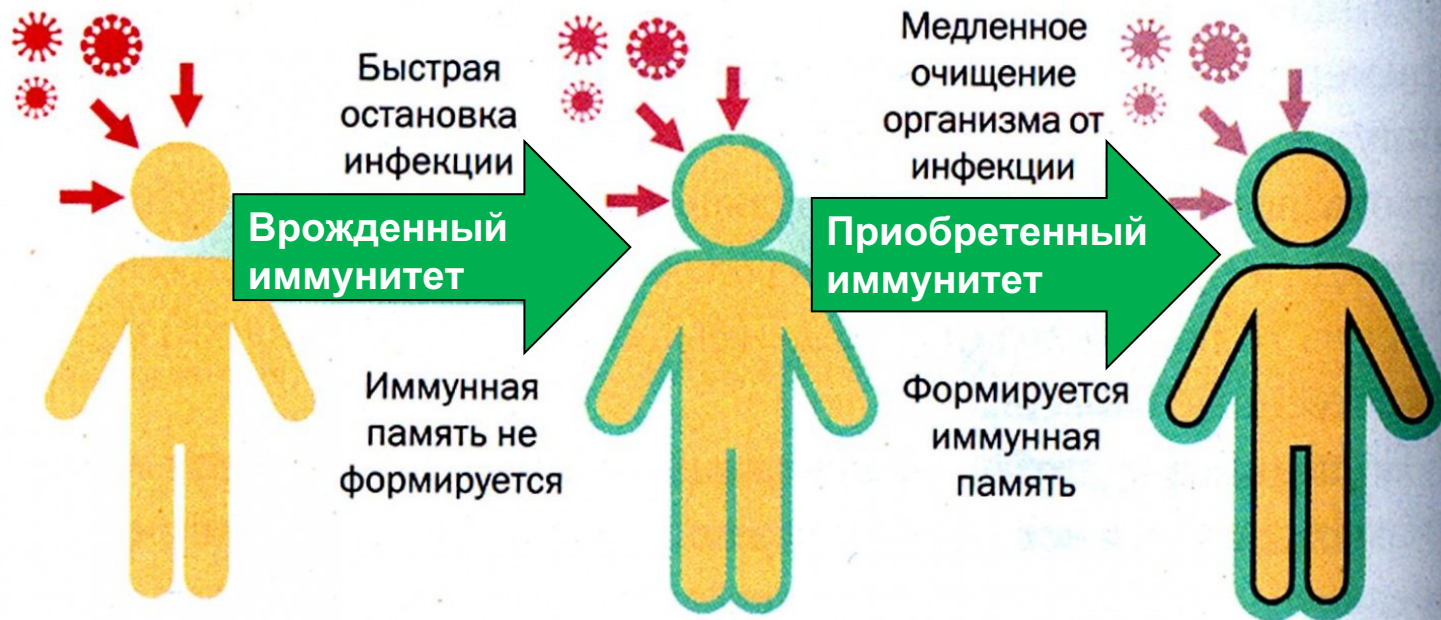 Быстрая
остановка
инфекции
Врожденный
иммунитет
Иммунная
память не
формируется
Медленное
очищение
организма от
инфекции
Приобретенный
иммунитет
Формируется
иммунная
память